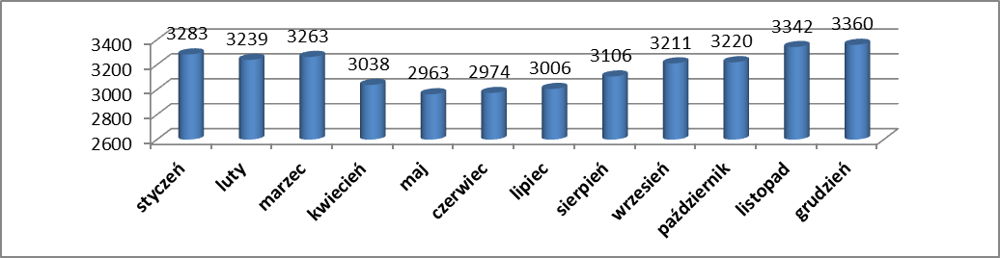 3283 3239 3263 3038 2963 2974 3006 3106 3211 3220 3342 3360
3400
3200
3000
2800
2600
styczeń luty marzec kwiecień maj czerwiec lipiec sierpień wrzesień październik listopad grudzień